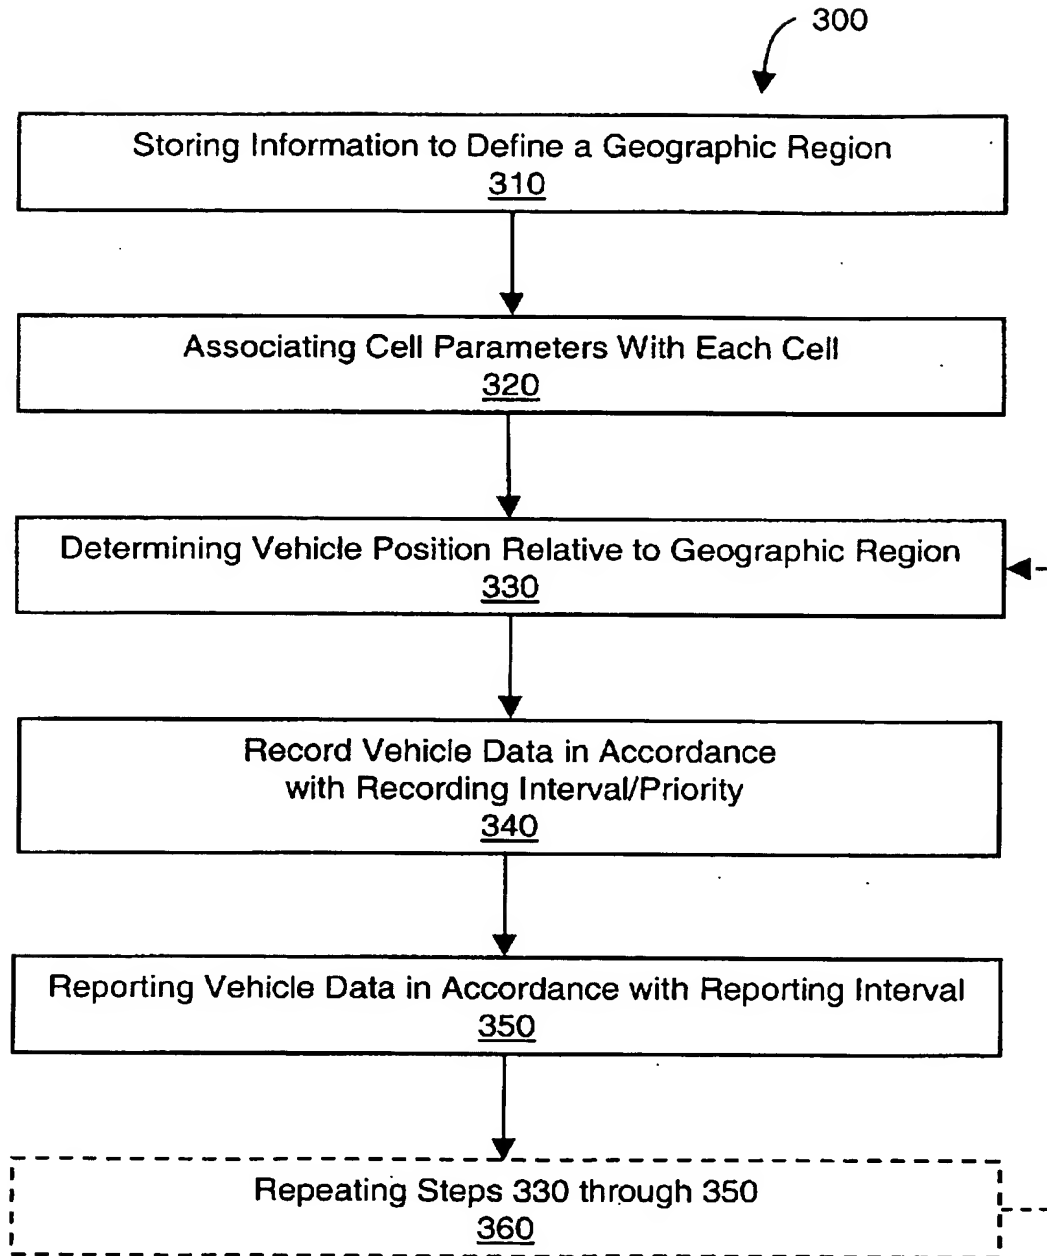 300
Storing Information to Define a Geographic Region
310
Associating Cell Parameters With Each Cell
320
Determining Vehicle Position Relative to Geographic Region
330
Record Vehicle Data in Accordance
with Recording Interval/Priority
340
Reporting Vehicle Data in Accordance with Reporting Interval
350
Repeating Steps 330 through 350
360